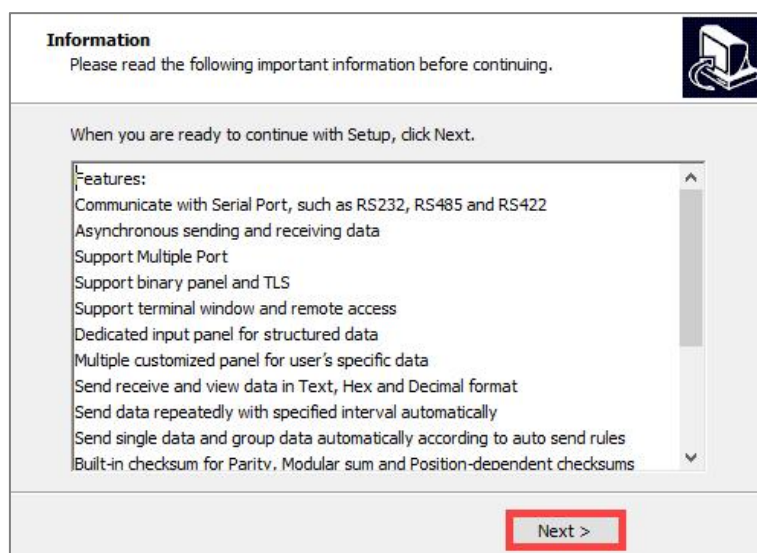 Information
Please read the following important information before continuing.
When you are ready to continue with Setup, click Next.
Features:
Communicate with Serial Port, such as RS232, RS485 and RS422
Asynchronous sending and receiving data
Support Multiple Port
Support binary panel and TLS
Support terminal window and remote access
Dedicated input panel for structured data
Multiple customized panel for user’s specific data
Send receive and view data in Text, Hex and Decimal format
Send data repeatedly with specified interval automatically
Send single data and group data automatically according to auto send rules
Built-in checksum for Parity, Modular sum and Position-dependent checksums
Next >